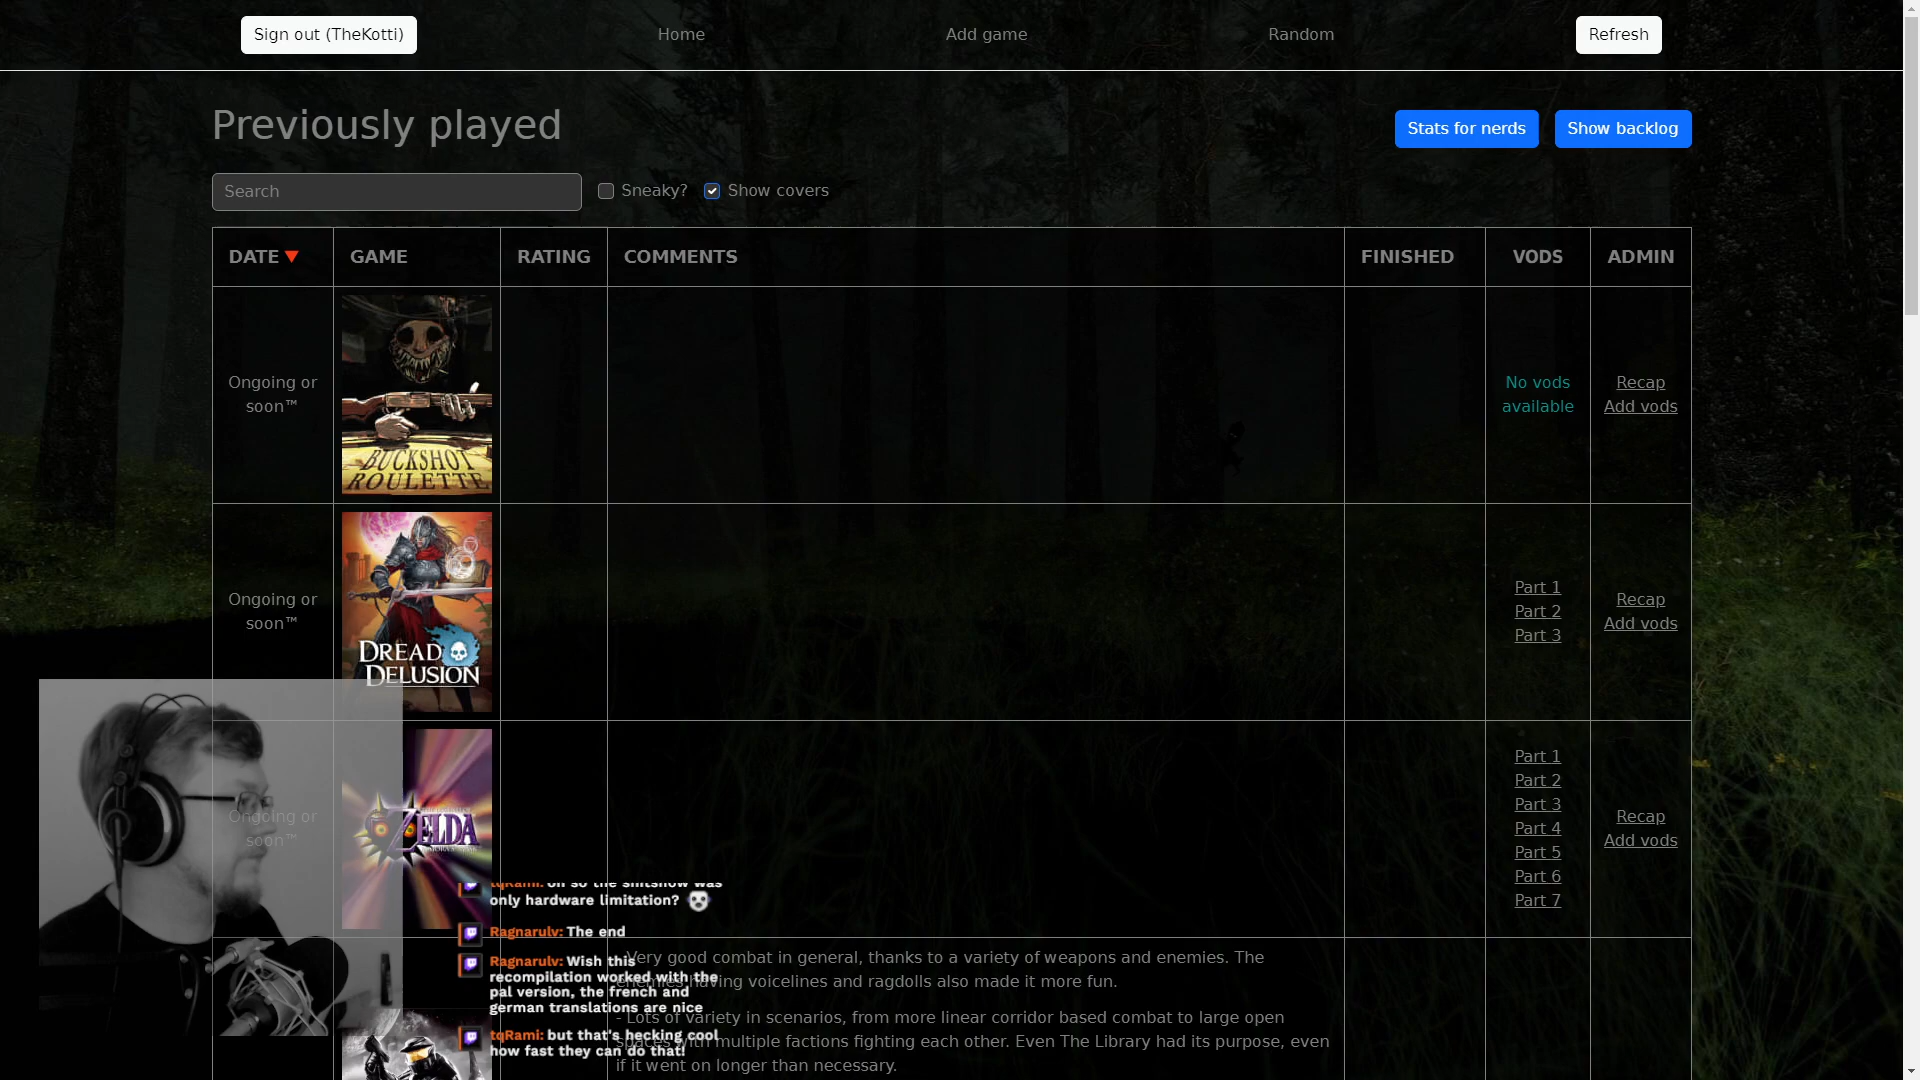 Sign out (TheKotti)
Home
Add game
Random
Refresh
Previously played
Stats for nerds
Show backlog
Search
Sneaky?
Show covers
DATE▼
GAME
RATING
COMMENTS
FINISHED
VODS
ADMIN
Ongoing or
soon™
BUCKSHOT
ROULETTE
No vods
available
Recap
Add vods
Ongoing or
soon™
DREAD
DELUSION
Part 1
Part 2
Part 3
Recap
Add vods
Ongoing or
soon™
ZELDA
Part 1
Part 2
Part 3
Part 4
Part 5
Part 6
Part 7
Recap
Add vods
tqRami: oh so the shitshow was
only hardware limitation?
Ragnarulv: The end
Ragnarulv: Wish this
recompilation worked with the
pal version, the french and
german translations are nice
tqRami: but that's hecking cool
how fast they can do that!
- Very good combat in general, thanks to a variety of weapons and enemies. The
enemies having voicelines and ragdolls also made it more fun.
- Lots of variety in scenarios, from more linear corridor based combat to large open
spaces with multiple factions fighting each other. Even The Library had its purpose, even
if it went on longer than necessary.